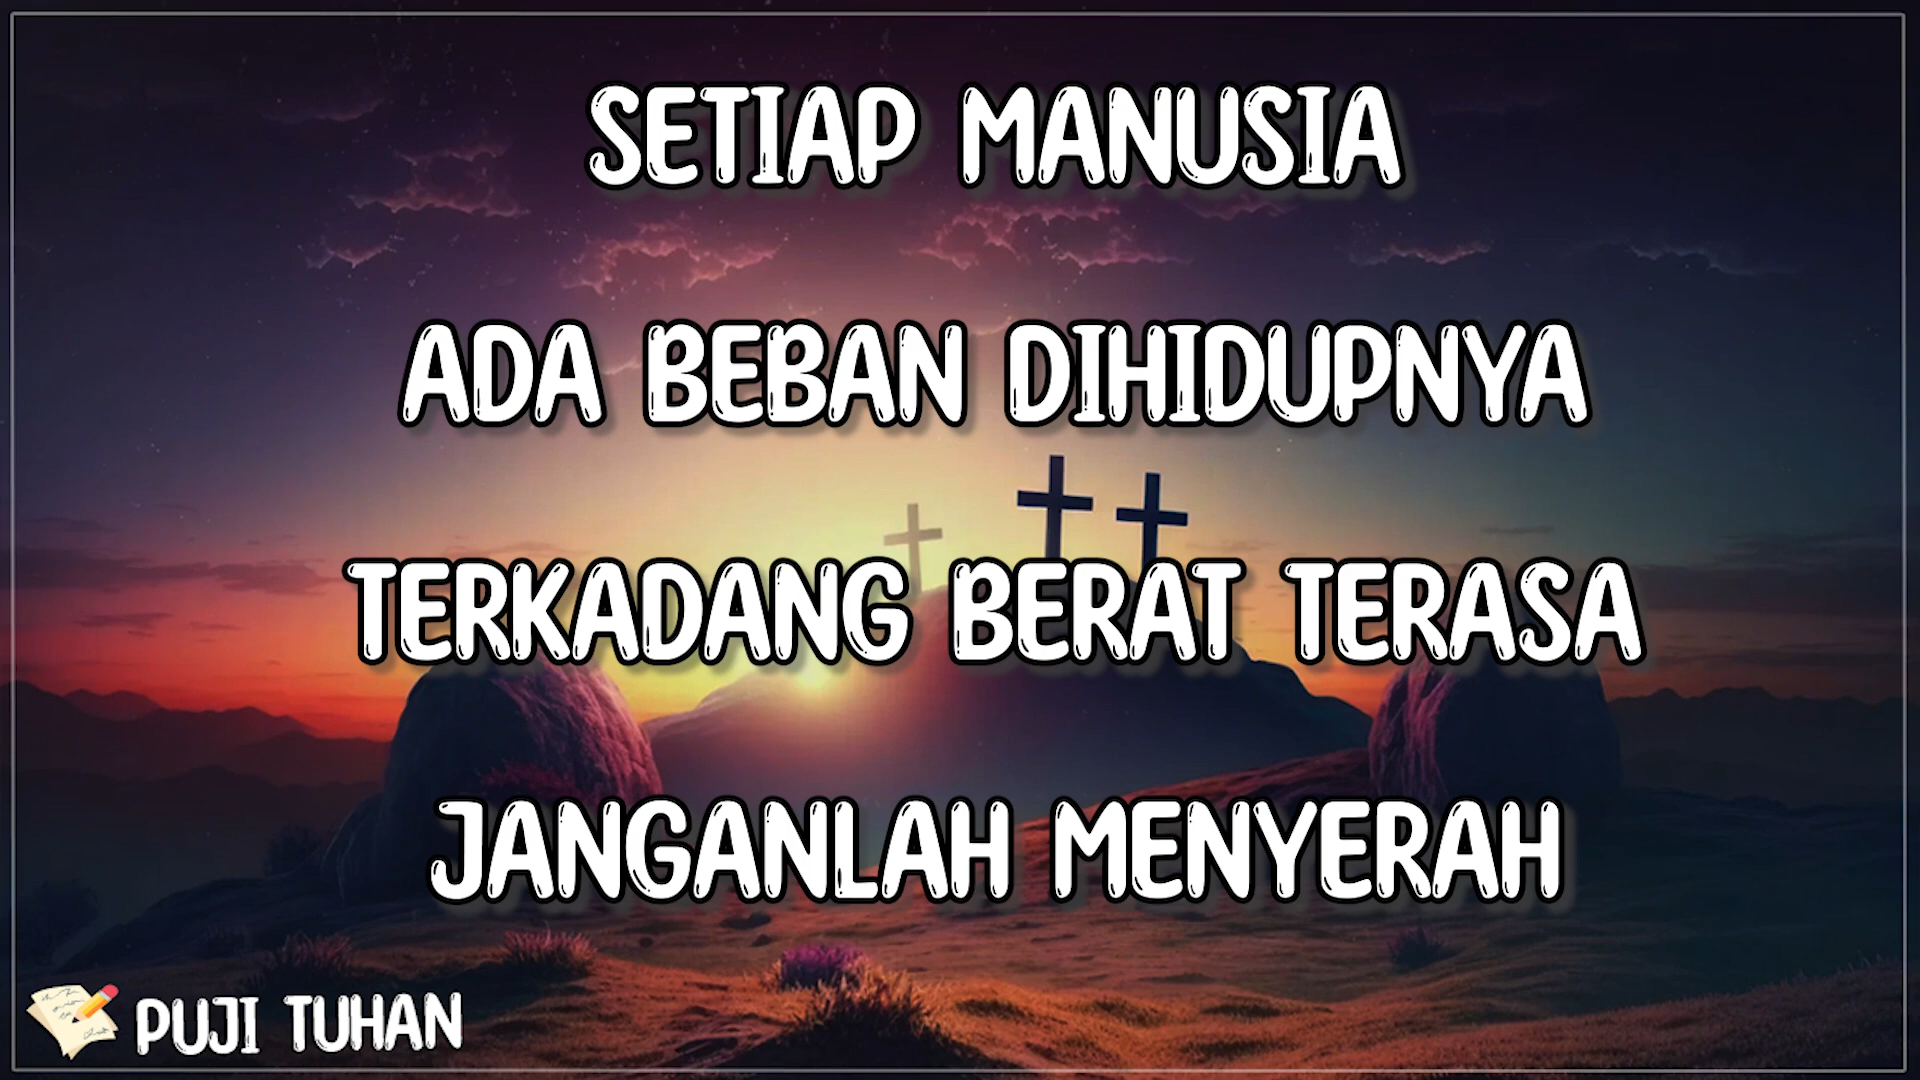 SETIAP MANUSIA
ADA BEBAN DIHIDUPNYA
TERKADANG BERAT TERASA
JANGANLAH MENYERAH
PUJI TUHAN